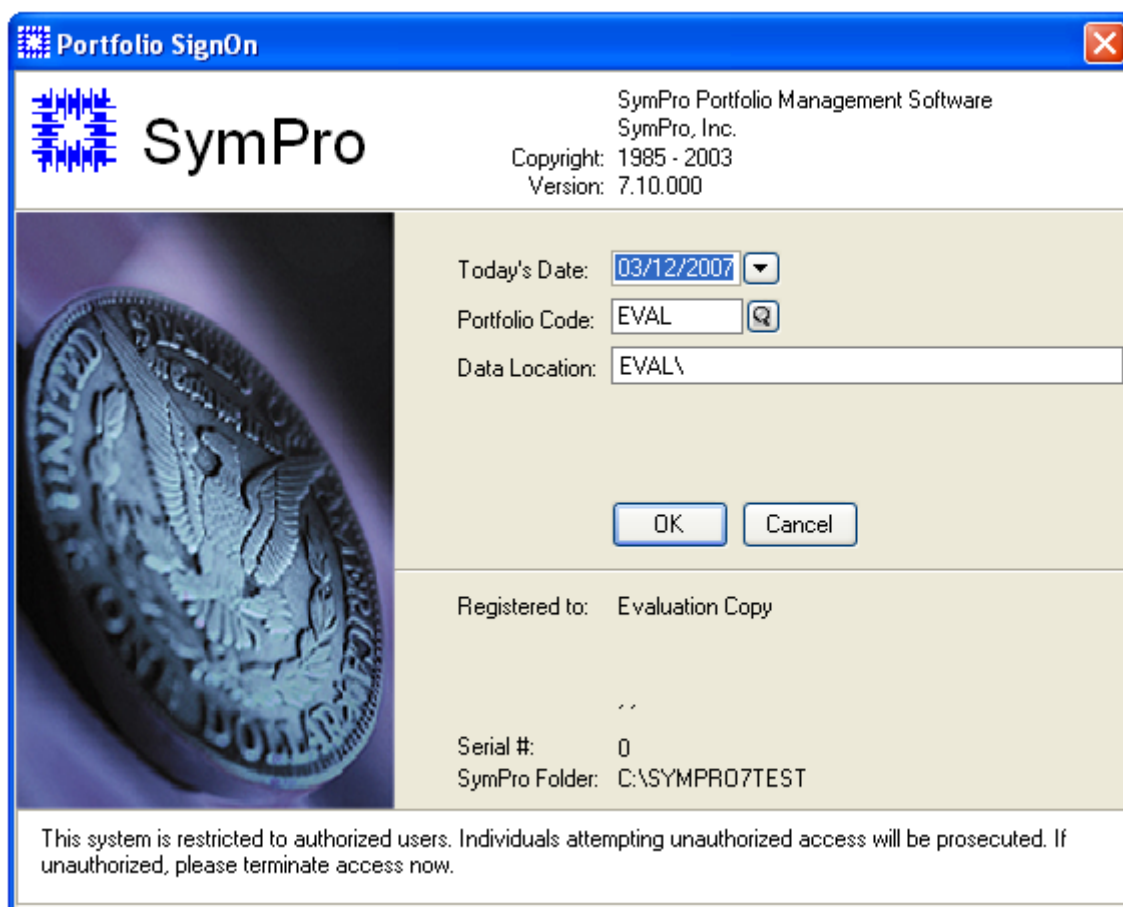 Portfolio SignOn
SymPro
SymPro Portfolio Management Software
SymPro, Inc.
Copyright: 1985 - 2003
Version: 7.10.000
Today's Date: 03/12/2007
Portfolio Code: EVAL
Data Location: EVAL\
OK Cancel
Registered to: Evaluation Copy
, ,
Serial #: 0
SymPro Folder: C:\SYMPRO7TEST
UNITED
DOLLAR
This system is restricted to authorized users. Individuals attempting unauthorized access will be prosecuted. If
unauthorized, please terminate access now.